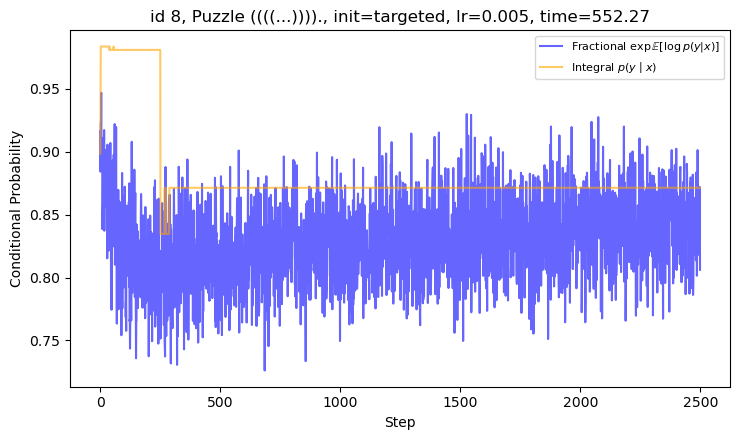 id 8, Puzzle ((((...))))., init=targeted, lr=0.005, time=552.27
Fractional exp𝔼[log p(y|x)]
Integral p(y | x)
Conditional Probability
0.95
0.90
0.85
0.80
0.75
0
500
1000
1500
2000
2500
Step